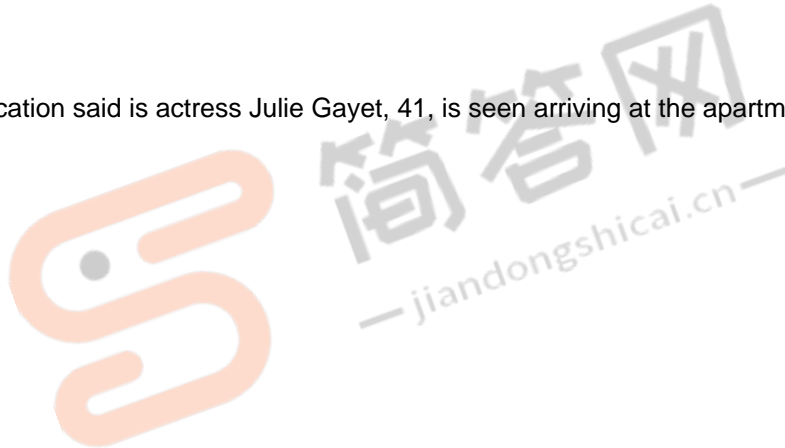 cation said is actress Julie Gayet, 41, is seen arriving at the apartm
简答网
jiandongshicai.cn